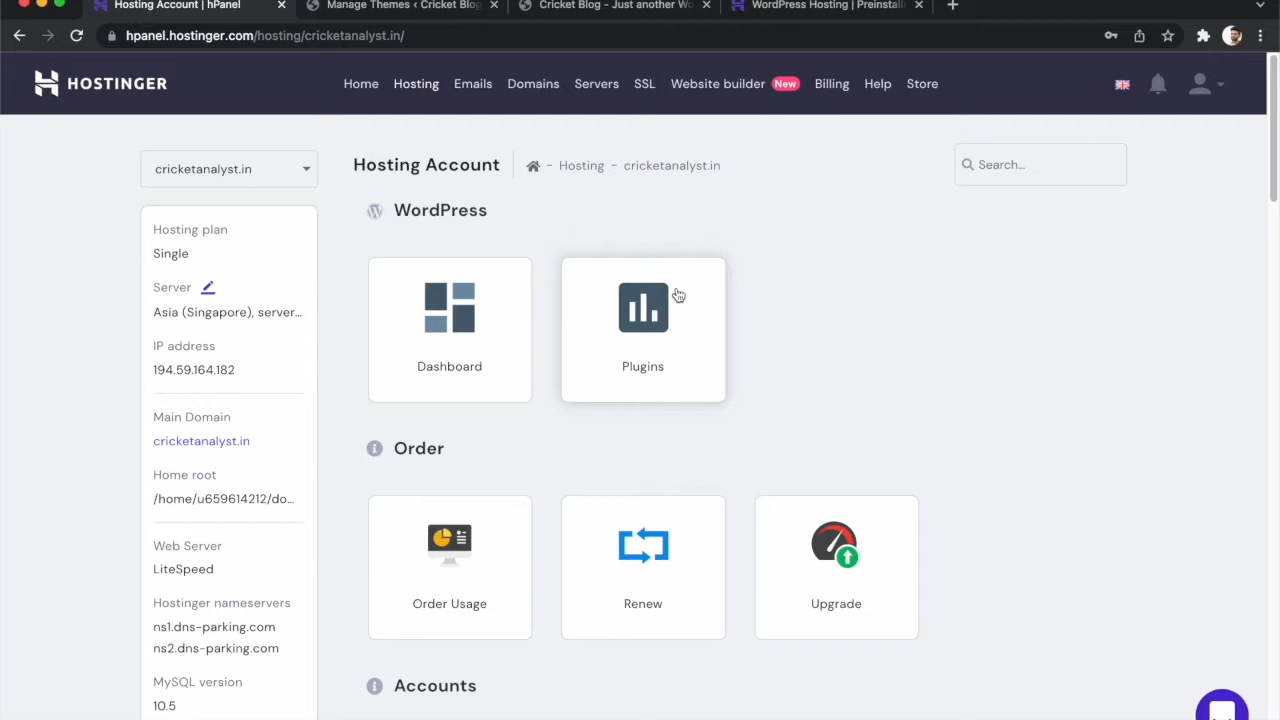 Hosting Account | hPanel
Manage Themes ‹ Cricket Blog
Cricket Blog – Just another Wo
WordPress Hosting | Preinstalle
hpanel.hostinger.com/hosting/cricketanalyst.in/
HOSTINGER
Home
Hosting
Emails
Domains
Servers
SSL
Website builder
New
Billing
Help
Store
cricketanalyst.in
Hosting Account
- Hosting - cricketanalyst.in
Search...
Hosting plan
Single
Server
Asia (Singapore), server...
IP address
194.59.164.182
Main Domain
cricketanalyst.in
Home root
/home/u659614212/do...
Web Server
LiteSpeed
Hostinger nameservers
ns1.dns-parking.com
ns2.dns-parking.com
MySQL version
10.5
WordPress
Dashboard
Plugins
Order
Order Usage
Renew
Upgrade
Accounts